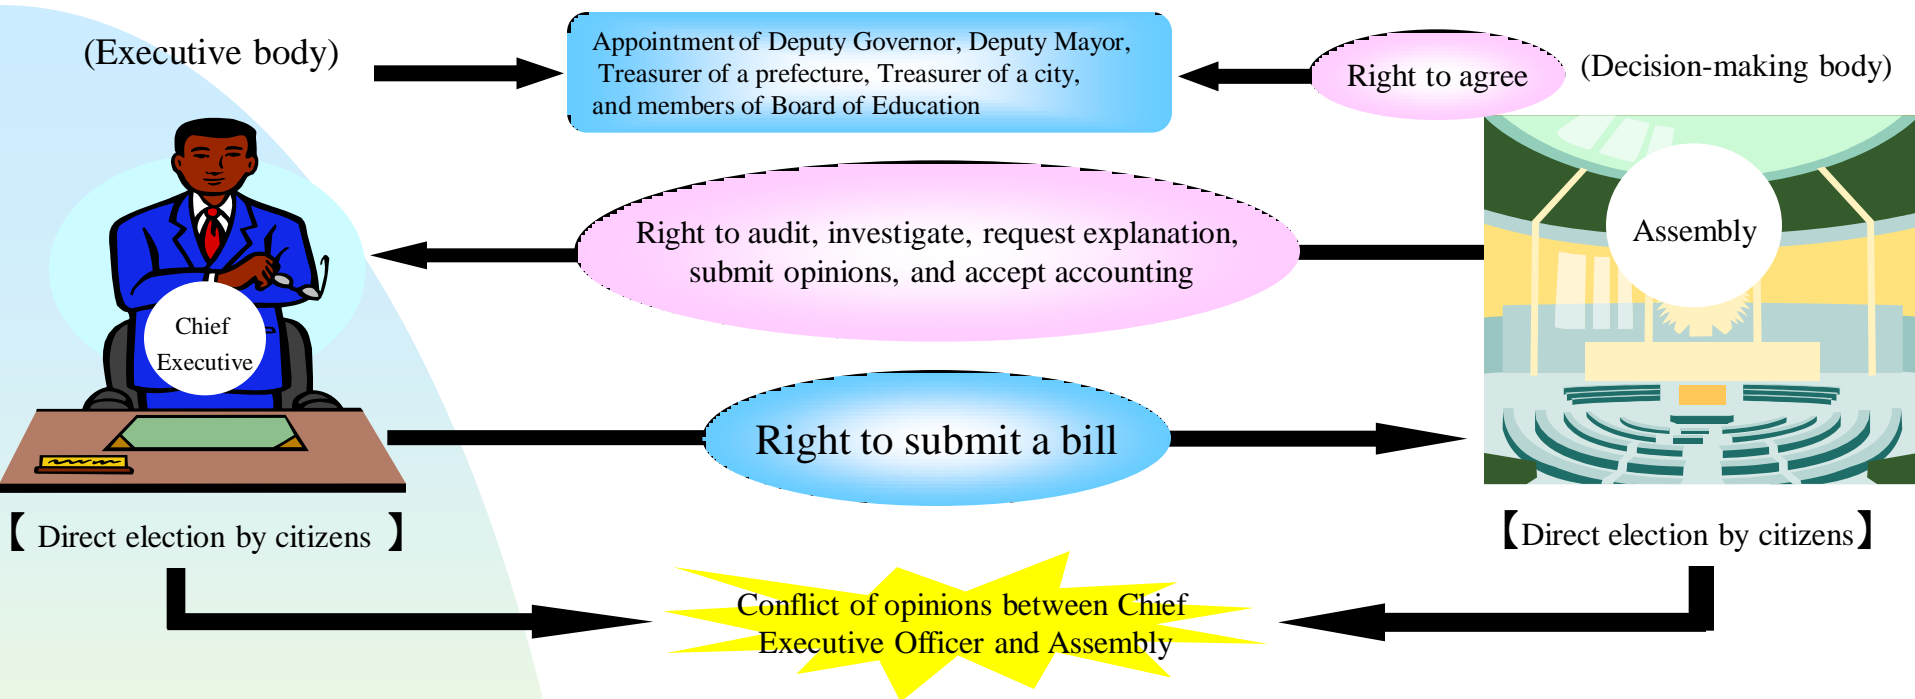 (Executive body)
Appointment of Deputy Governor, Deputy Mayor,
Treasurer of a prefecture, Treasurer of a city,
and members of Board of Education
Right to agree
(Decision-making body)
Right to audit, investigate, request explanation,
submit opinions, and accept accounting
Assembly
Chief
Executive
Right to submit a bill
【 Direct election by citizens 】
【Direct election by citizens】
Conflict of opinions between Chief
Executive Officer and Assembly